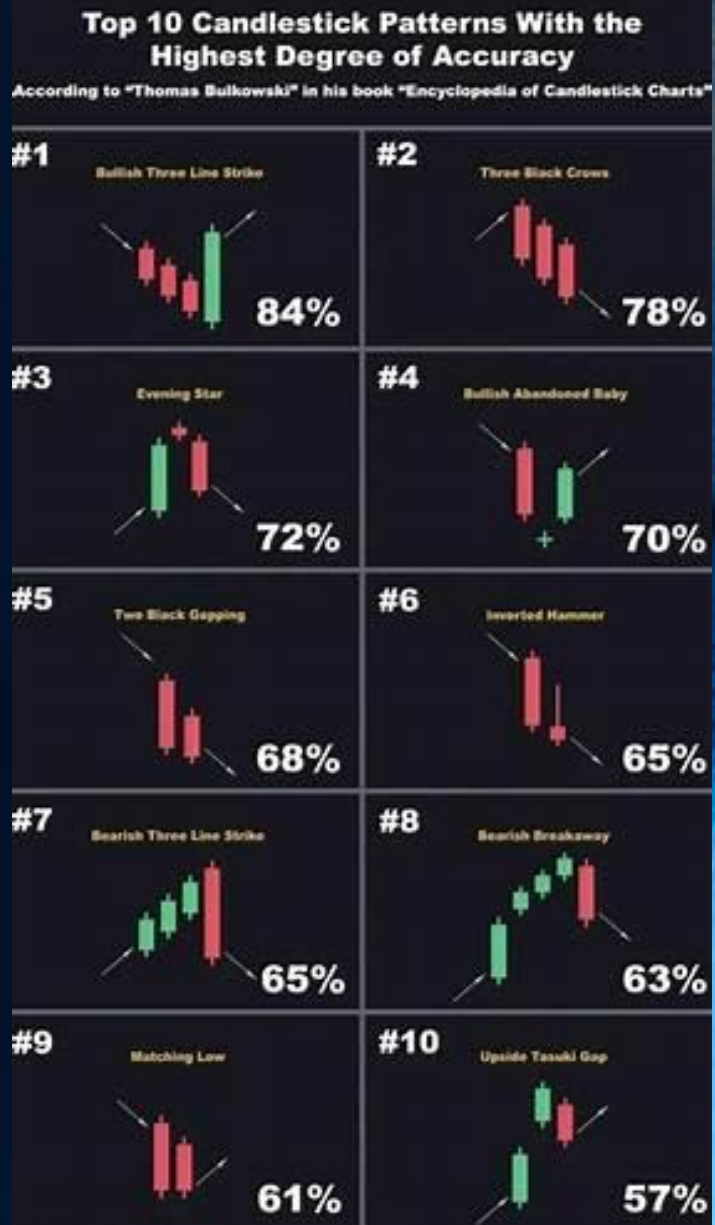 Top 10 Candlestick Patterns With the
Highest Degree of Accuracy
According to "Thomas Bulkowski" in his book "Encyclopedia of Candlestick Charts"
#1
Bullish Three Line Strike
84%
#2
Three Black Crows
78%
#3
Evening Star
72%
#4
Bullish Abandoned Baby
70%
#5
Two Black Gapping
68%
#6
Inverted Hammer
65%
#7
Bearish Three Line Strike
65%
#8
Bearish Breakaway
63%
#9
Matching Low
61%
#10
Upside Tasuki Gap
57%